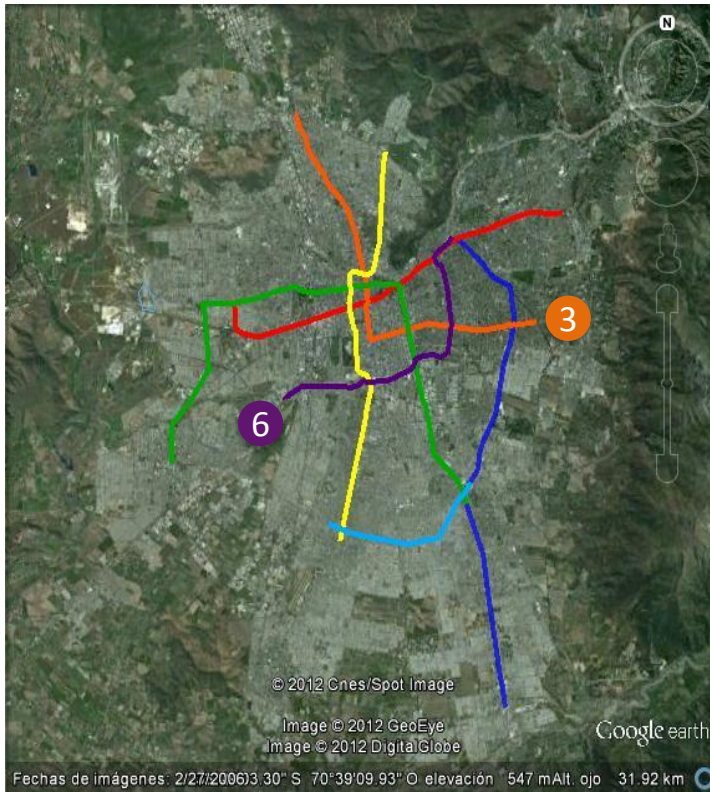 N
3
6
© 2012 Cnes/Spot Image
Image © 2012 GeoEye
Image © 2012 DigitalGlobe
Google earth
Fechas de imágenes: 2/27/2006 03.30" S 70°39'09.93" O elevación 547 m Alt. ojo 31.92 km